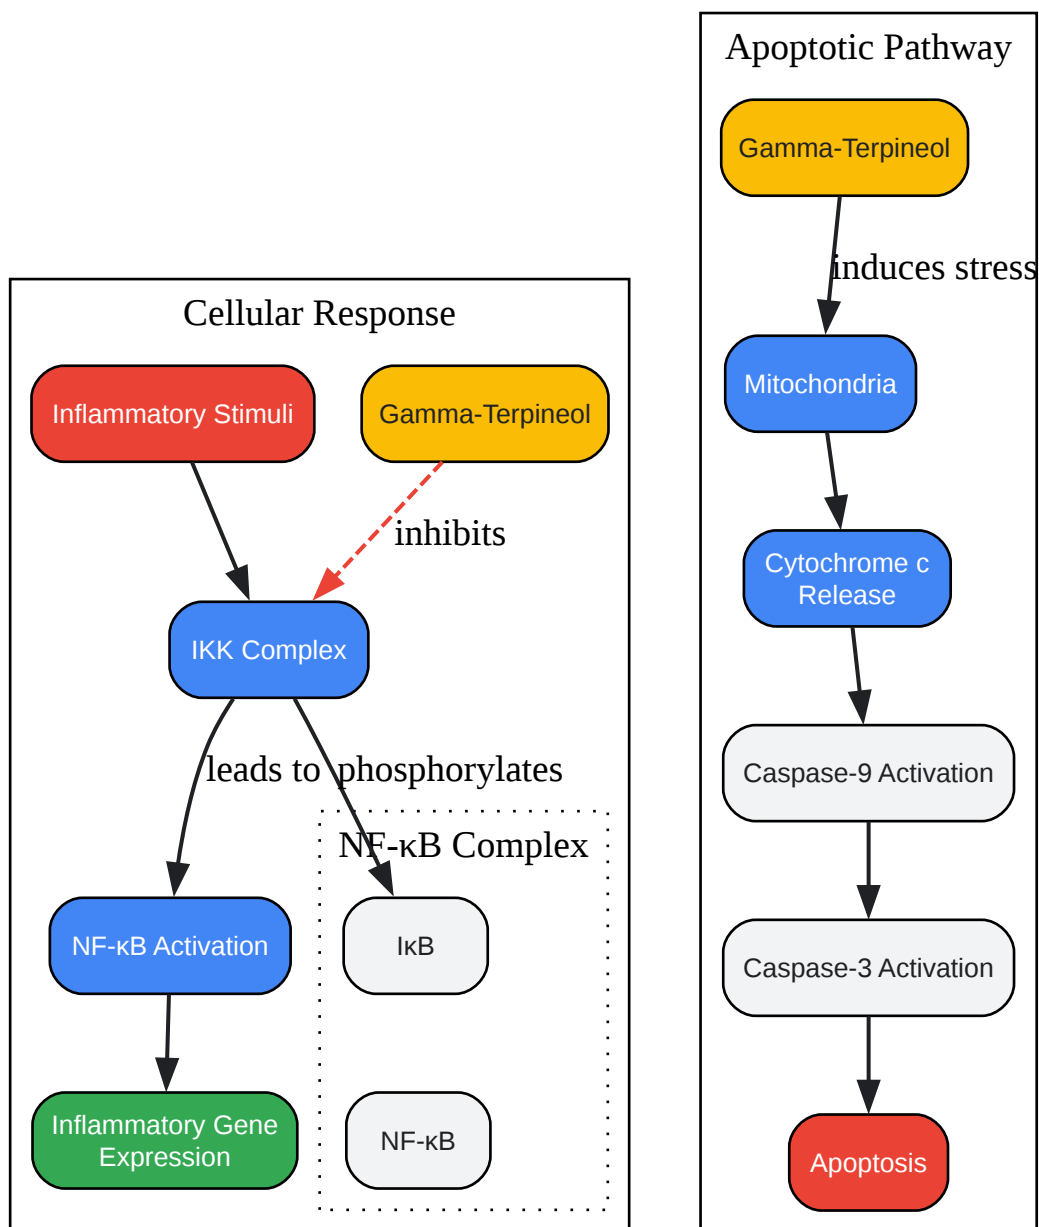 Cellular Response
Inflammatory Stimuli
Gamma-Terpineol
inhibits
IKK Complex
leads to
phosphorylates
NF-κB Complex
NF-κB Activation
IκB
Inflammatory Gene
Expression
NF-κB
Apoptotic Pathway
Gamma-Terpineol
induces stress
Mitochondria
Cytochrome c
Release
Caspase-9 Activation
Caspase-3 Activation
Apoptosis